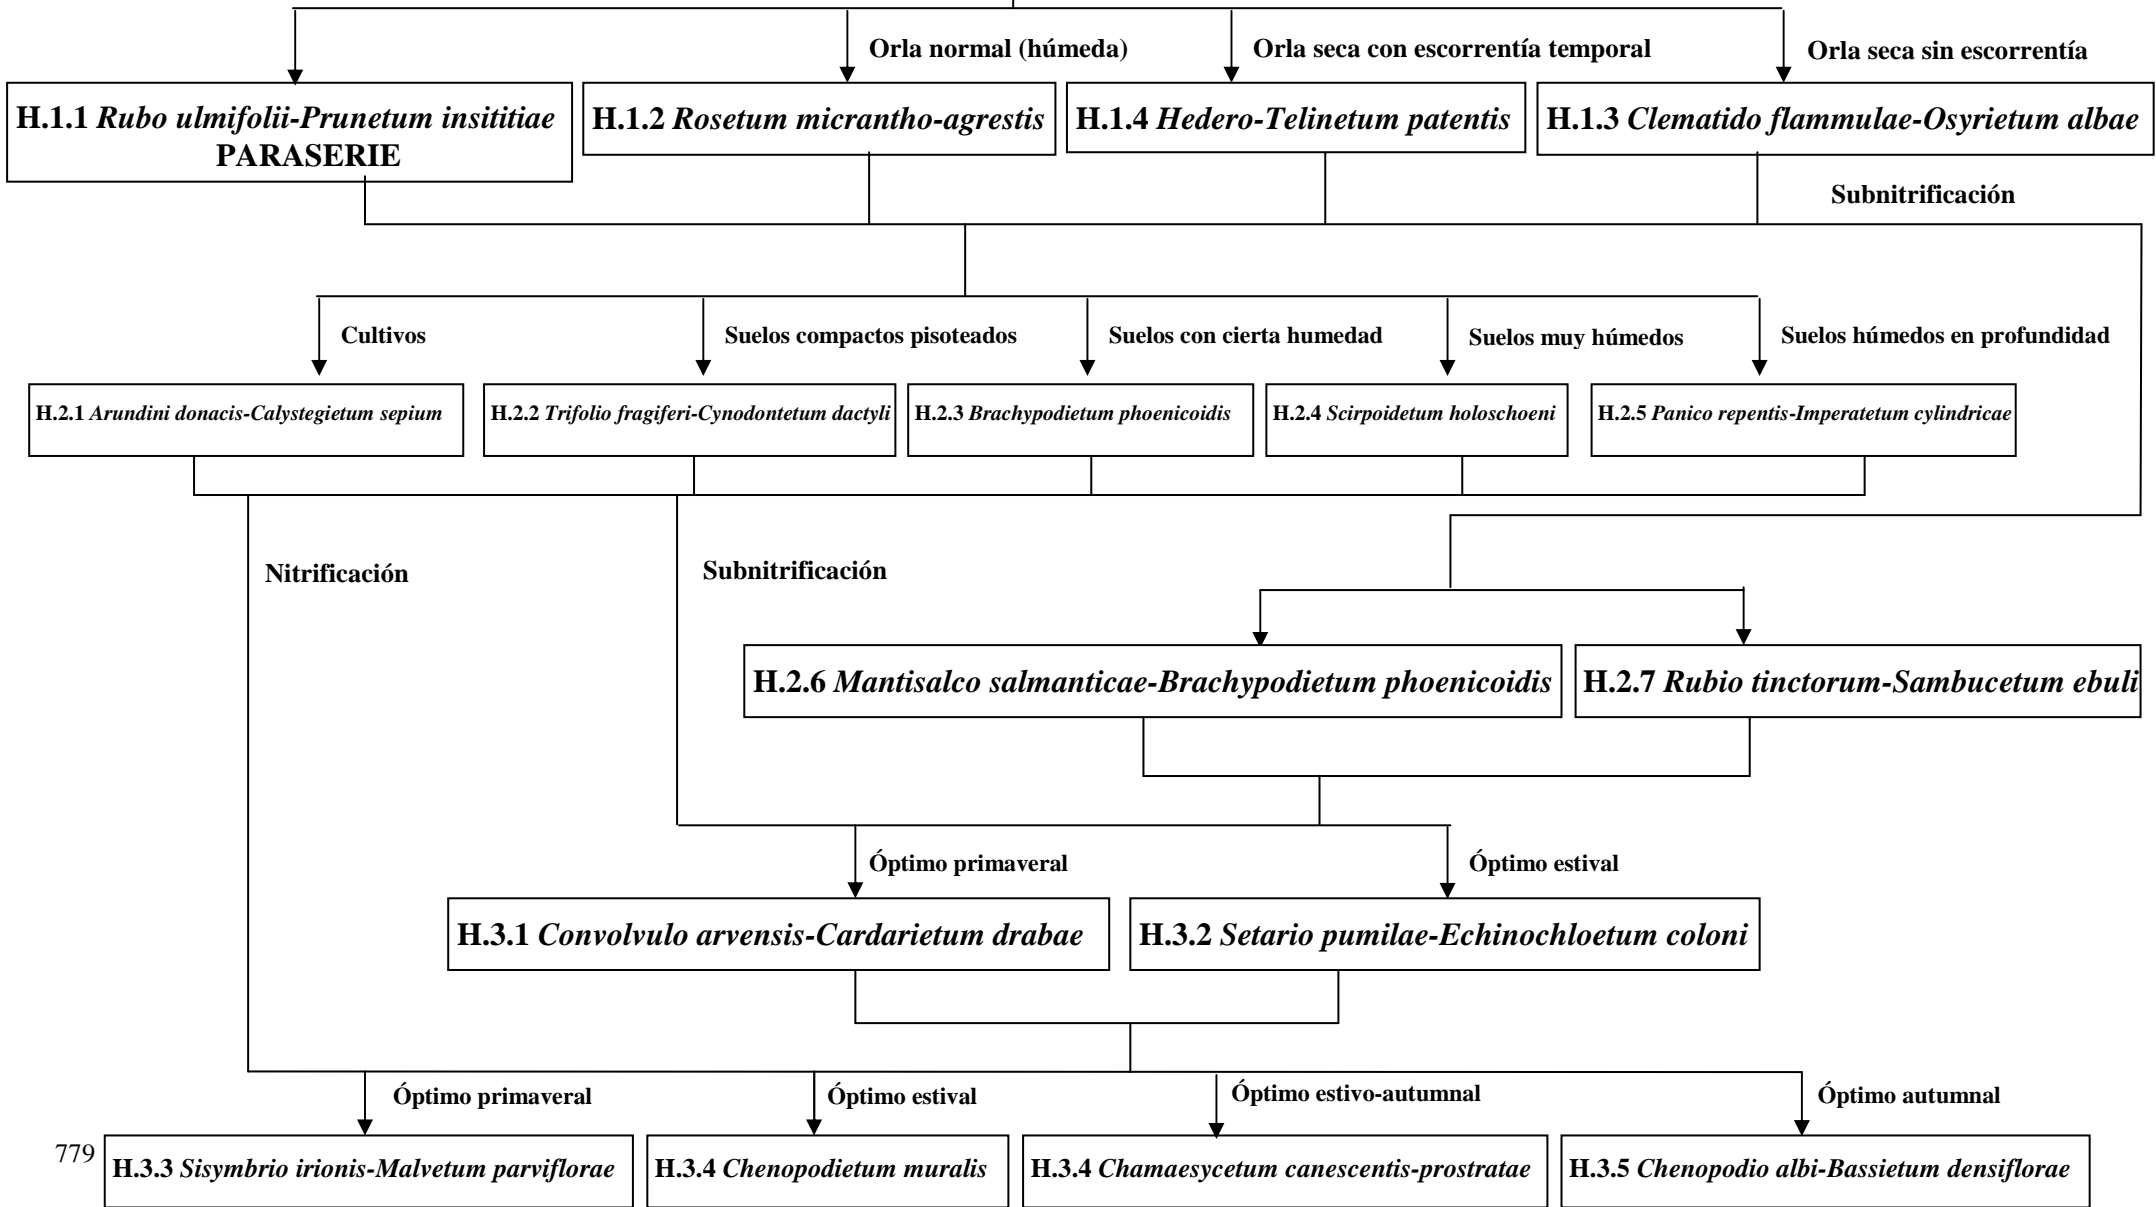 Orla normal (húmeda)
Orla seca con escorrentía temporal
Orla seca sin escorrentía
H.1.1 Rubo ulmifolii-Prunetum insititiae
PARASERIE
H.1.2 Rosetum micrantho-agrestis
H.1.4 Hedero-Telinetum patentis
H.1.3 Clematido flammulae-Osyrietum albae
Subnitrificación
Cultivos
Suelos compactos pisoteados
Suelos con cierta humedad
Suelos muy húmedos
Suelos húmedos en profundidad
H.2.1 Arundini donacis-Calystegietum sepium
H.2.2 Trifolio fragiferi-Cynodontetum dactyli
H.2.3 Brachypodietum phoenicoidis
H.2.4 Scirpoidetum holoschoeni
H.2.5 Panico repentis-Imperatetum cylindricae
Nitrificación
Subnitrificación
H.2.6 Mantisalco salmanticae-Brachypodietum phoenicoidis
H.2.7 Rubio tinctorum-Sambucetum ebuli
Óptimo primaveral
Óptimo estival
H.3.1 Convolvulo arvensis-Cardarietum drabae
H.3.2 Setario pumilae-Echinochloetum coloni
Óptimo primaveral
Óptimo estival
Óptimo estivo-autumnal
Óptimo autumnal
779
H.3.3 Sisymbrio irionis-Malvetum parviflorae
H.3.4 Chenopodietum muralis
H.3.4 Chamaesycetum canescentis-prostratae
H.3.5 Chenopodio albi-Bassietum densiflorae